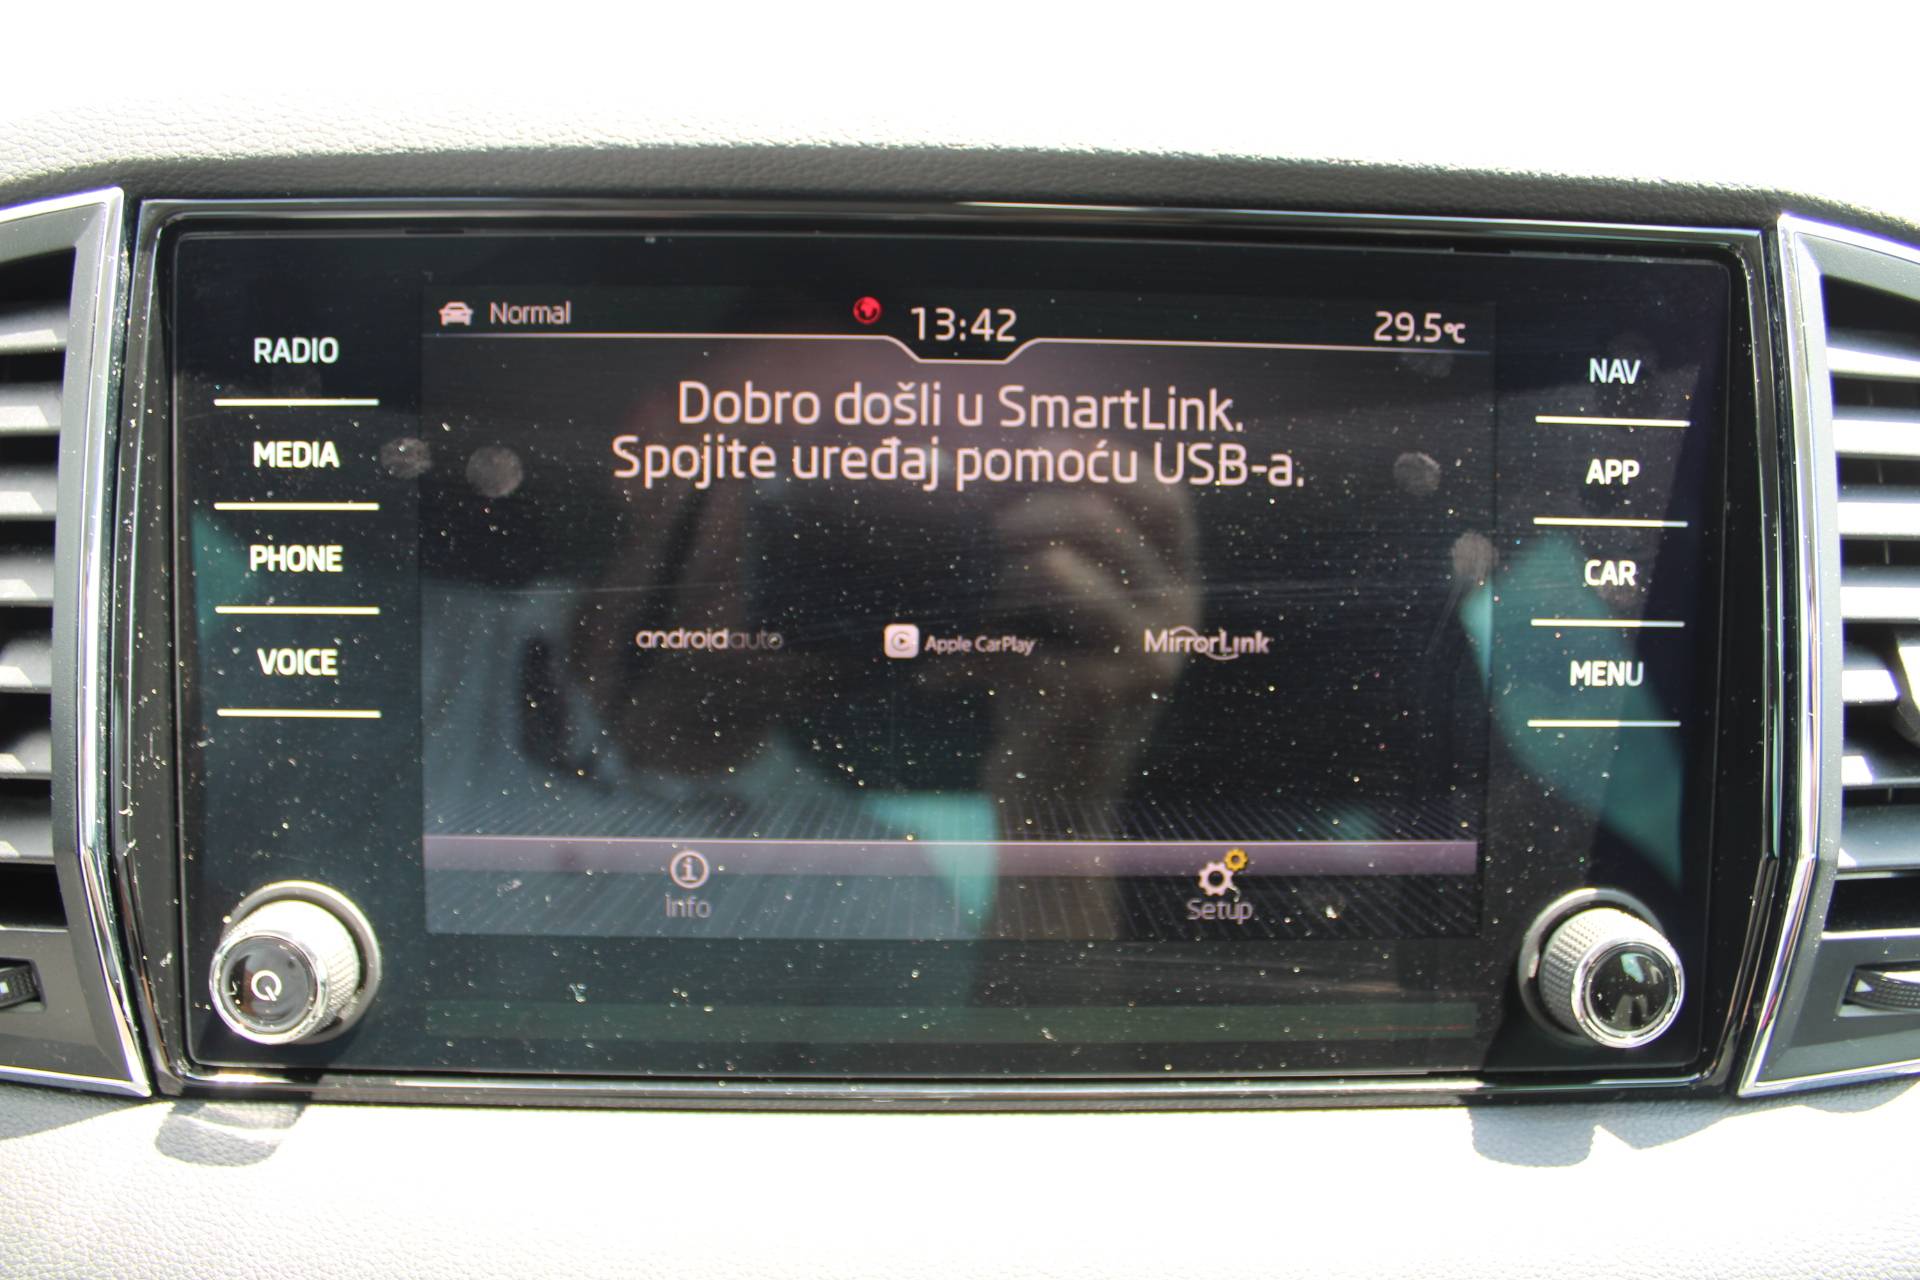 Normal
13:42
29.5°C
Dobro došli u SmartLink.
Spojite uređaj pomoću USB-a.
RADIO
MEDIA
PHONE
VOICE
androidauto
Apple CarPlay
MirrorLink
NAV
APP
CAR
MENU
Info
Setup